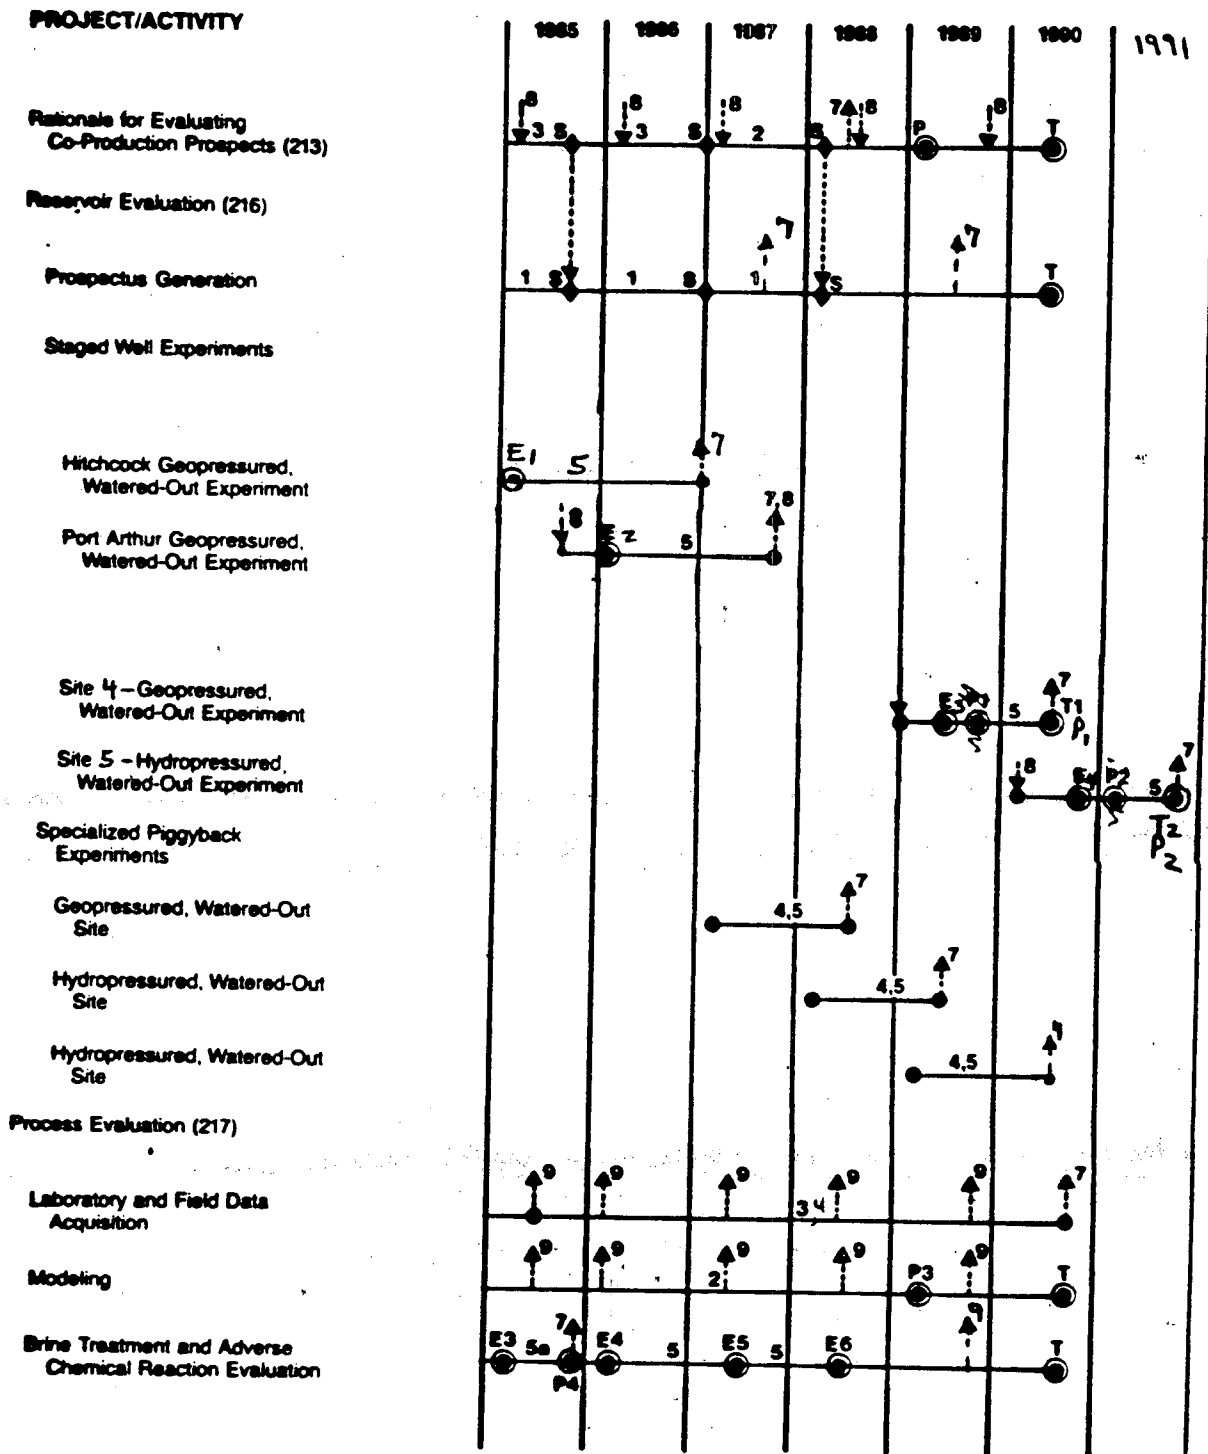 PROJECT/ACTIVITY
1985 1986 1987 1988 1989 1990 1991
8 8 8 7 8 8
Rationale for Evaluating
3 S 3 S 2 S P T
Co-Production Prospects (213)
Reservoir Evaluation (216)
7 7
Prospectus Generation
1 S 1 S 1 S T
Staged Well Experiments
7
Hitchcock Geopressured,
E1 5
Watered-Out Experiment
7,8
8
Port Arthur Geopressured,
E2 5
Watered-Out Experiment
7
Site 4-Geopressured,
E3 5 T1
Watered-Out Experiment
P1
7
Site 5-Hydropressured,
8
Watered-Out Experiment
E4 P2 5
T2
P2
Specialized Piggyback
Experiments
7
Geopressured, Watered-Out
4,5
Site
7
Hydropressured, Watered-Out
4,5
Site
Hydropressured, Watered-Out
4,5
Site
Process Evaluation (217)
9 9 9 9 9 7
Laboratory and Field Data
3 4
Acquisition
9 9 9 9 9
Modeling
2 P3 T
7 9
Brine Treatment and Adverse
E3 5a E4 5 E5 5 E6 T
Chemical Reaction Evaluation
P4